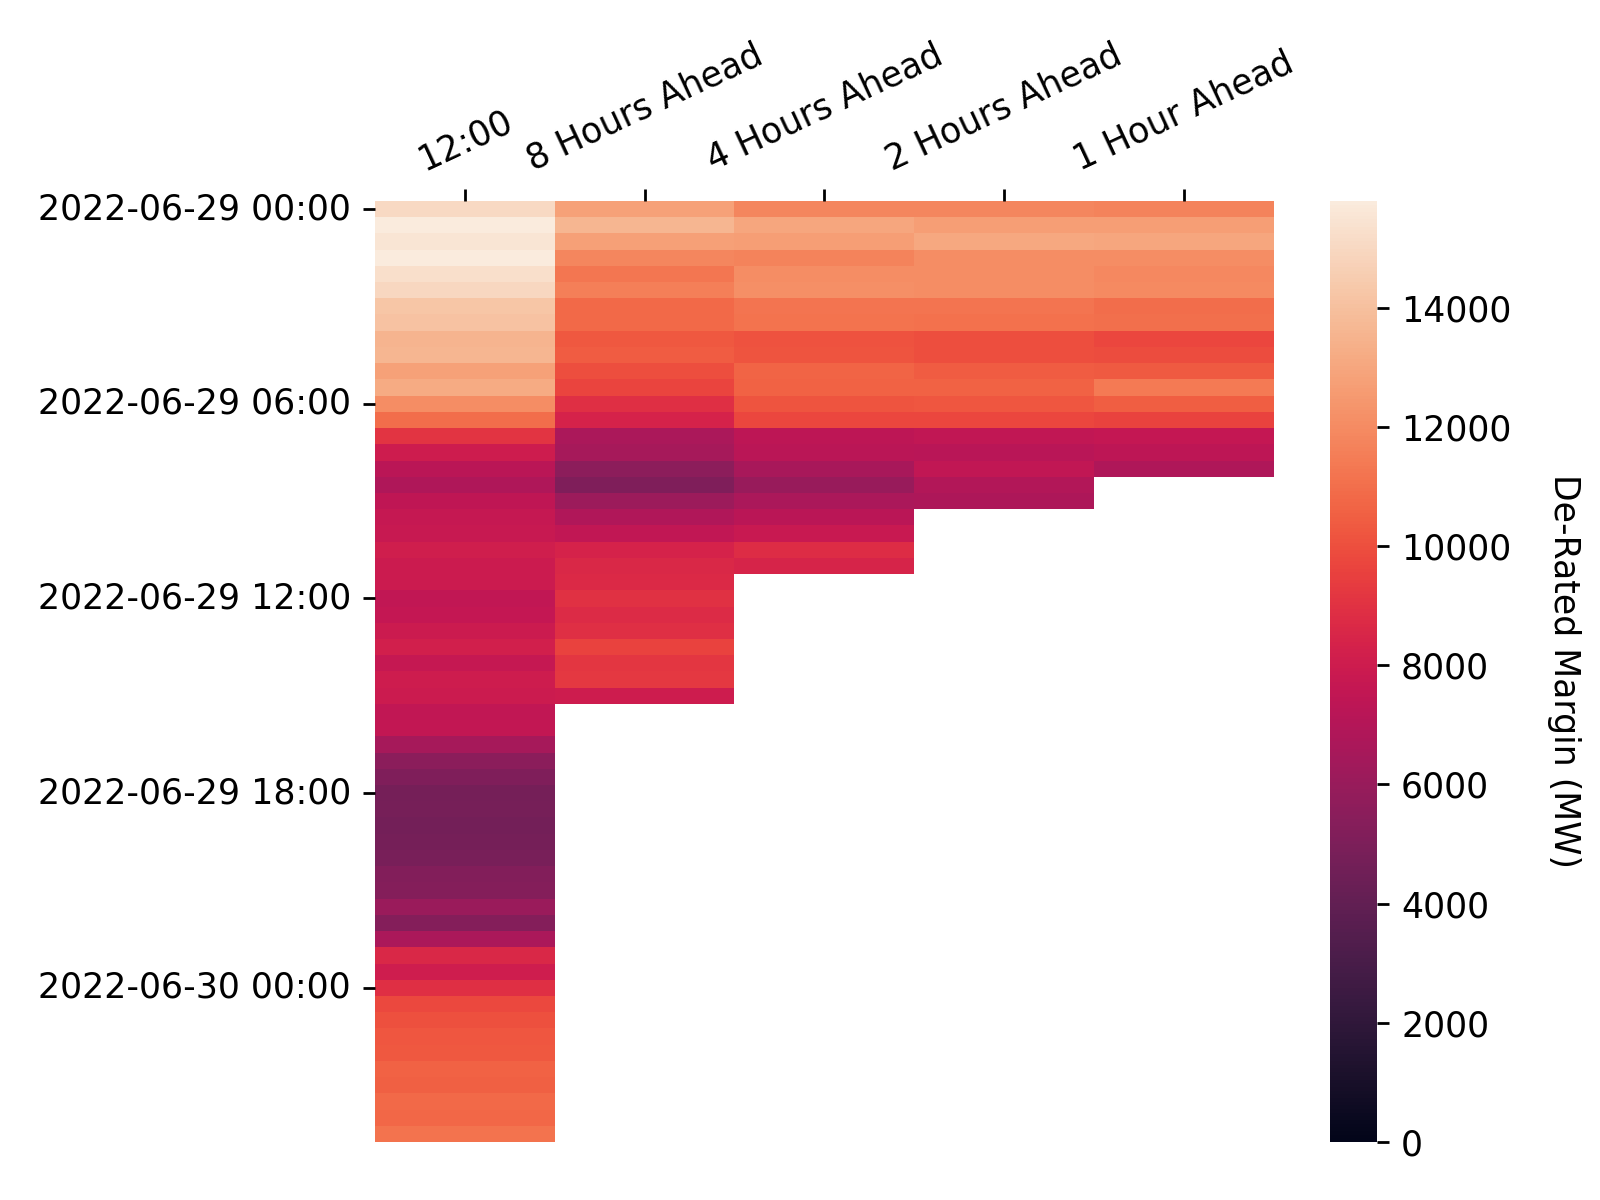 12:00
8 Hours Ahead
4 Hours Ahead
2 Hours Ahead
1 Hour Ahead
2022-06-29 00:00
2022-06-29 06:00
2022-06-29 12:00
2022-06-29 18:00
2022-06-30 00:00
14000
12000
10000
8000
6000
4000
2000
0
De-Rated Margin (MW)